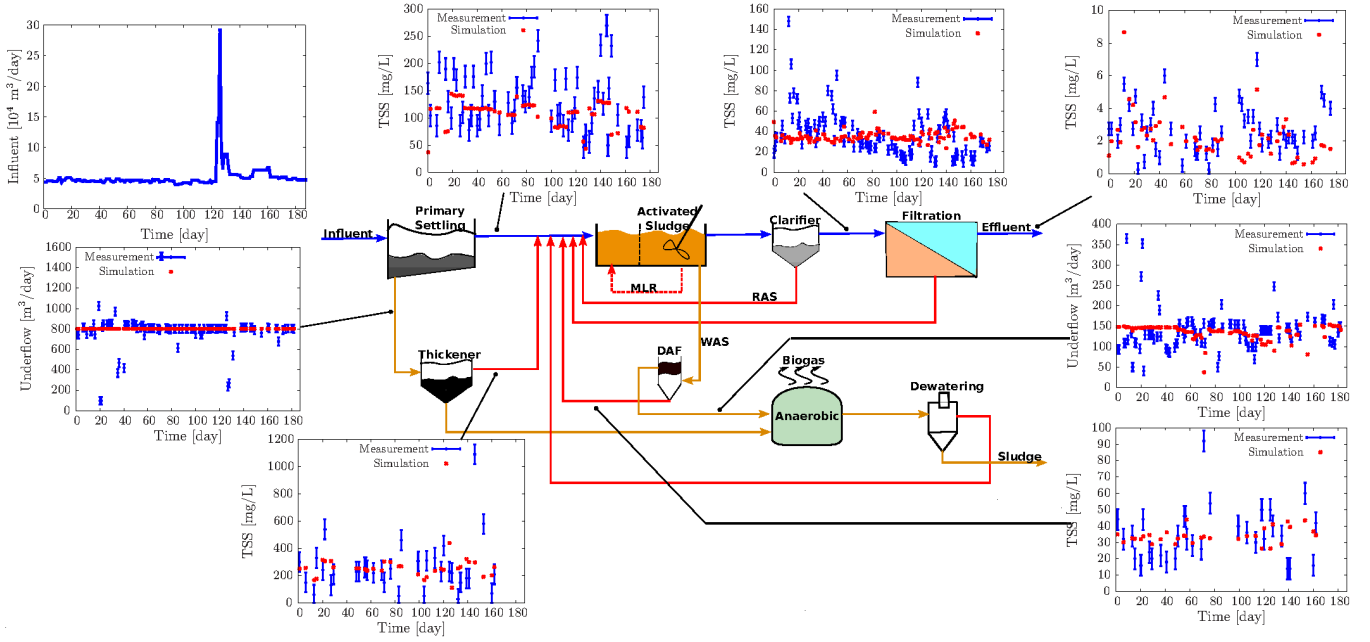 Influent [10⁴ m³/day]
30
25
20
15
10
5
0
0 20 40 60 80 100 120 140 160 188
Time [day]
TSS [mg/L]
300
250
200
150
100
50
0
Measurement
Simulation
0 20 40 60 80 100 120 140 160 188
Time [day]
TSS [mg/L]
160
140
120
100
80
60
40
20
0
Measurement
Simulation
0 20 40 60 80 100 120 140 160 188
Time [day]
TSS [mg/L]
10
8
6
4
2
0
Measurement
Simulation
0 20 40 60 80 100 120 140 160 188
Time [day]
Influent
Primary
Settling
Activated
Sludge
Clarifier
Filtration
Effluent
MLR
RAS
WAS
Thickener
DAF
Biogas
Anaerobic
Dewatering
Sludge
Underflow [m³/day]
1600
1400
1200
1000
800
600
400
200
0
Measurement
Simulation
0 20 40 60 80 100 120 140 160 188
Time [day]
Underflow [m³/day]
400
350
300
250
200
150
100
50
0
Measurement
Simulation
0 20 40 60 80 100 120 140 160 188
Time [day]
TSS [mg/L]
1200
1000
800
600
400
200
0
Measurement
Simulation
0 20 40 60 80 100 120 140 160 188
Time [day]
TSS [mg/L]
100
90
80
70
60
50
40
30
20
10
0
Measurement
Simulation
0 20 40 60 80 100 120 140 160 188
Time [day]